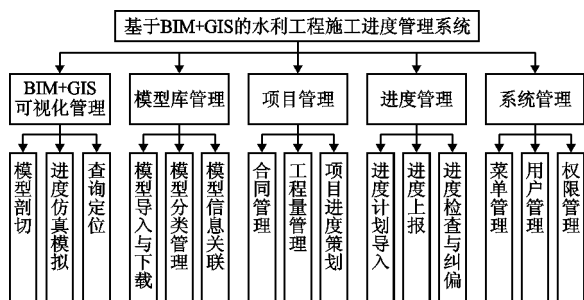 基于BIM+GIS的水利工程施工进度管理系统
BIM+GIS
可视化管理
模型库管理
项目管理
进度管理
系统管理
模型剖切
进度仿真模拟
查询定位
模型导入与下载
模型分类管理
模型信息关联
合同管理
工程量管理
项目进度策划
进度计划导入
进度上报
进度检查与纠偏
菜单管理
用户管理
权限管理